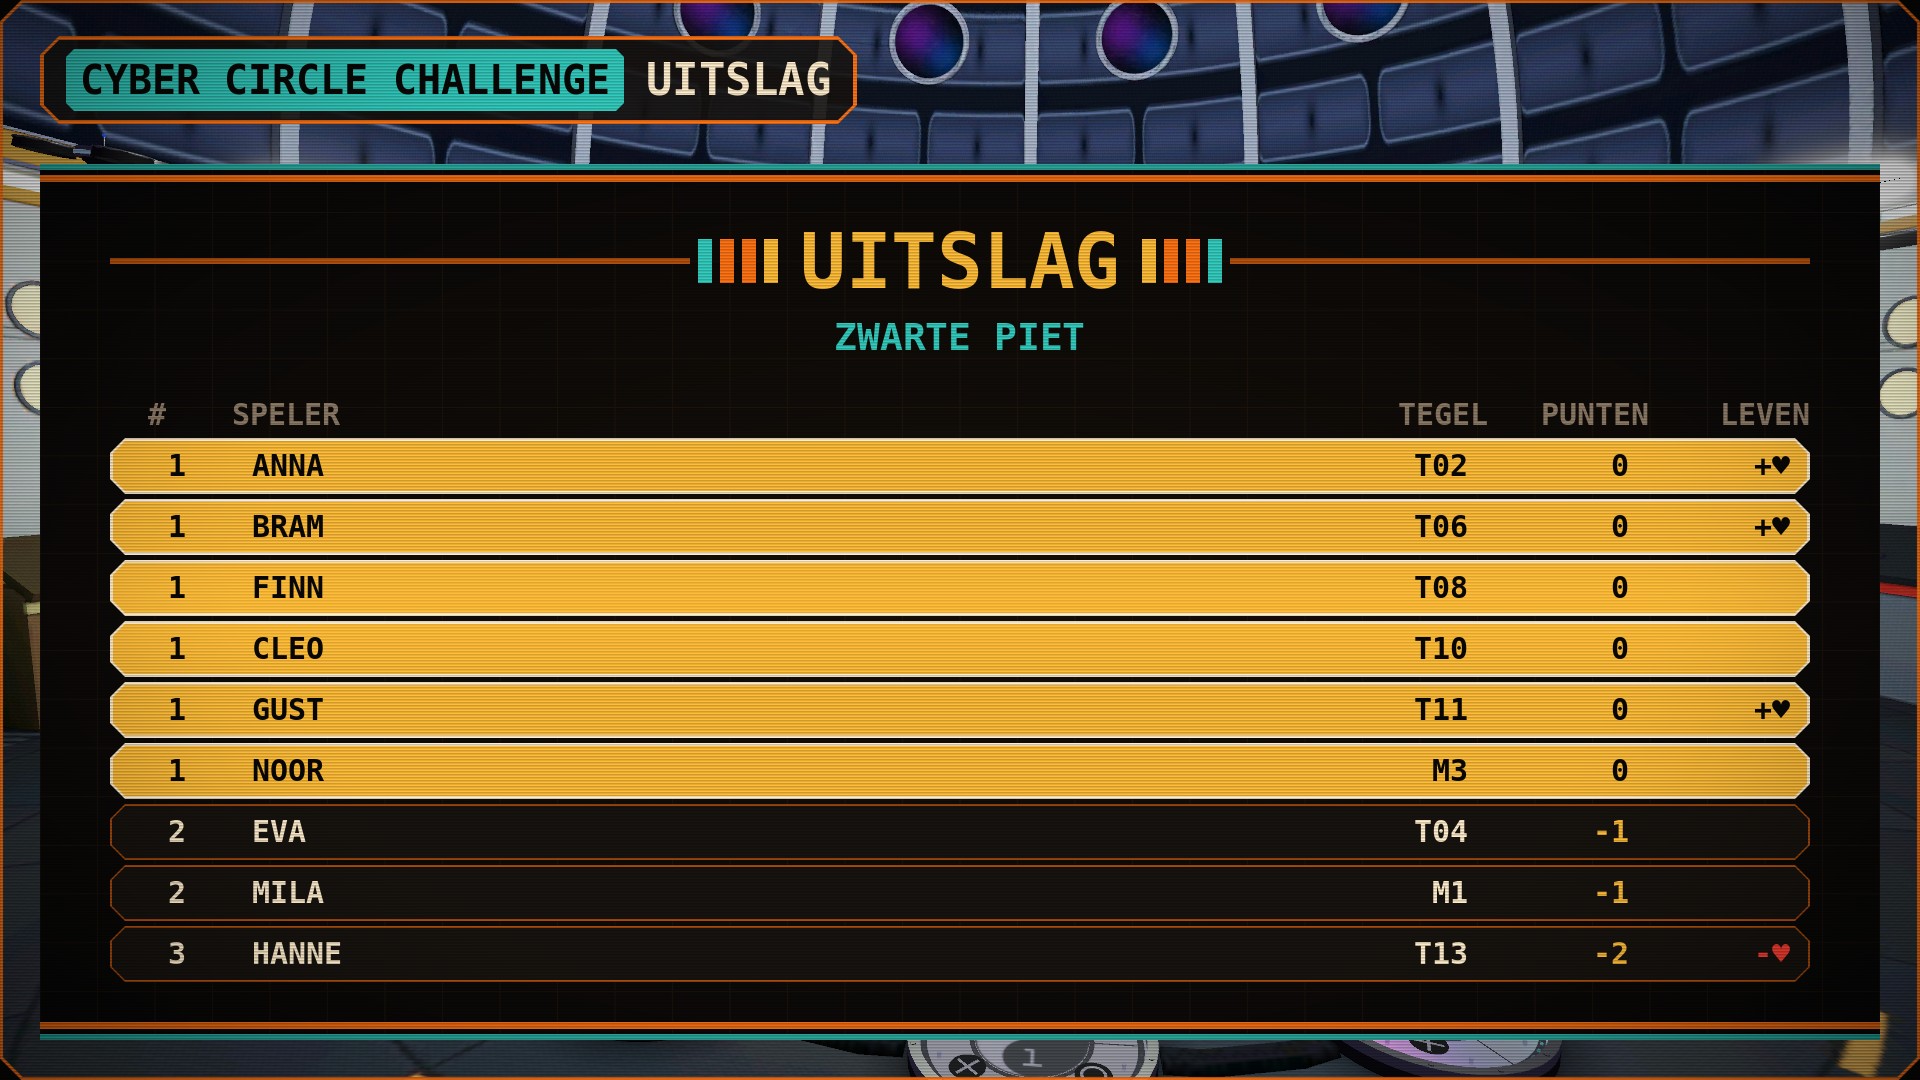 CYBER CIRCLE CHALLENGE UITSLAG
UITSLAG
ZWARTE PIET
# SPELER TEGEL PUNTEN LEVEN
1 ANNA T02 0 +♥
1 BRAM T06 0 +♥
1 FINN T08 0
1 CLEO T10 0
1 GUST T11 0 +♥
1 NOOR M3 0
2 EVA T04 -1
2 MILA M1 -1
3 HANNE T13 -2 -♥
1